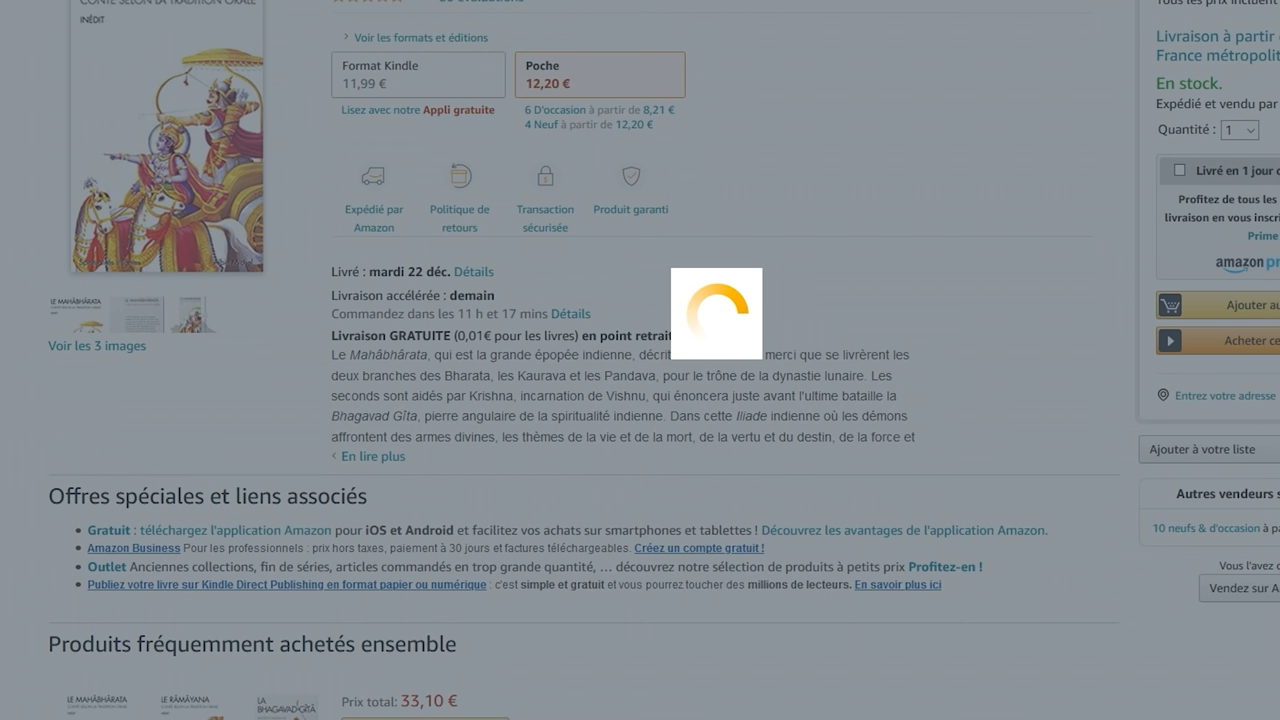 CONTÉ SELON LA TRADITION ORALE
INÉDIT
Voir les 3 images
Voir les formats et éditions
Format Kindle
11,99 €
Poche
12,20 €
Lisez avec notre Appli gratuite
6 D'occasion à partir de 8,21 €
4 Neuf à partir de 12,20 €
Expédié par
Amazon
Politique de
retours
Transaction
sécurisée
Produit garanti
Livré : mardi 22 déc. Détails
Livraison accélérée : demain
Commandez dans les 11 h et 17 mins Détails
Livraison GRATUITE (0,01€ pour les livres) en point retrait
Le Mahâbhârata, qui est la grande épopée indienne, décrit merci que se livrèrent les
deux branches des Bharata, les Kaurava et les Pandava, pour le trône de la dynastie lunaire. Les
seconds sont aidés par Krishna, incarnation de Vishnu, qui énoncera juste avant l'ultime bataille la
Bhagavad Gîta, pierre angulaire de la spiritualité indienne. Dans cette Iliade indienne où les démons
affrontent des armes divines, les thèmes de la vie et de la mort, de la vertu et du destin, de la force et
En lire plus
Livraison à partir
France métropolit
En stock.
Expédié et vendu par
Quantité : 1
Livré en 1 jour
Profitez de tous les
livraison en vous inscri
Prime
amazon pr
Ajouter au
Acheter ce
Entrez votre adresse
Ajouter à votre liste
Autres vendeurs s
10 neufs & d'occasion à pa
Vous l'avez
Vendez sur A
Offres spéciales et liens associés
Gratuit : téléchargez l'application Amazon pour iOS et Android et facilitez vos achats sur smartphones et tablettes ! Découvrez les avantages de l'application Amazon.
Amazon Business Pour les professionnels : prix hors taxes, paiement à 30 jours et factures téléchargeables. Créez un compte gratuit !
Outlet Anciennes collections, fin de séries, articles commandés en trop grande quantité, … découvrez notre sélection de produits à petits prix Profitez-en !
Publiez votre livre sur Kindle Direct Publishing en format papier ou numérique : c'est simple et gratuit et vous pourrez toucher des millions de lecteurs. En savoir plus ici
Produits fréquemment achetés ensemble
LE MAHÂBHÂRATA
LE RÂMÂYANA
LA
BHAGAVAD-GÎTÂ
Prix total: 33,10 €